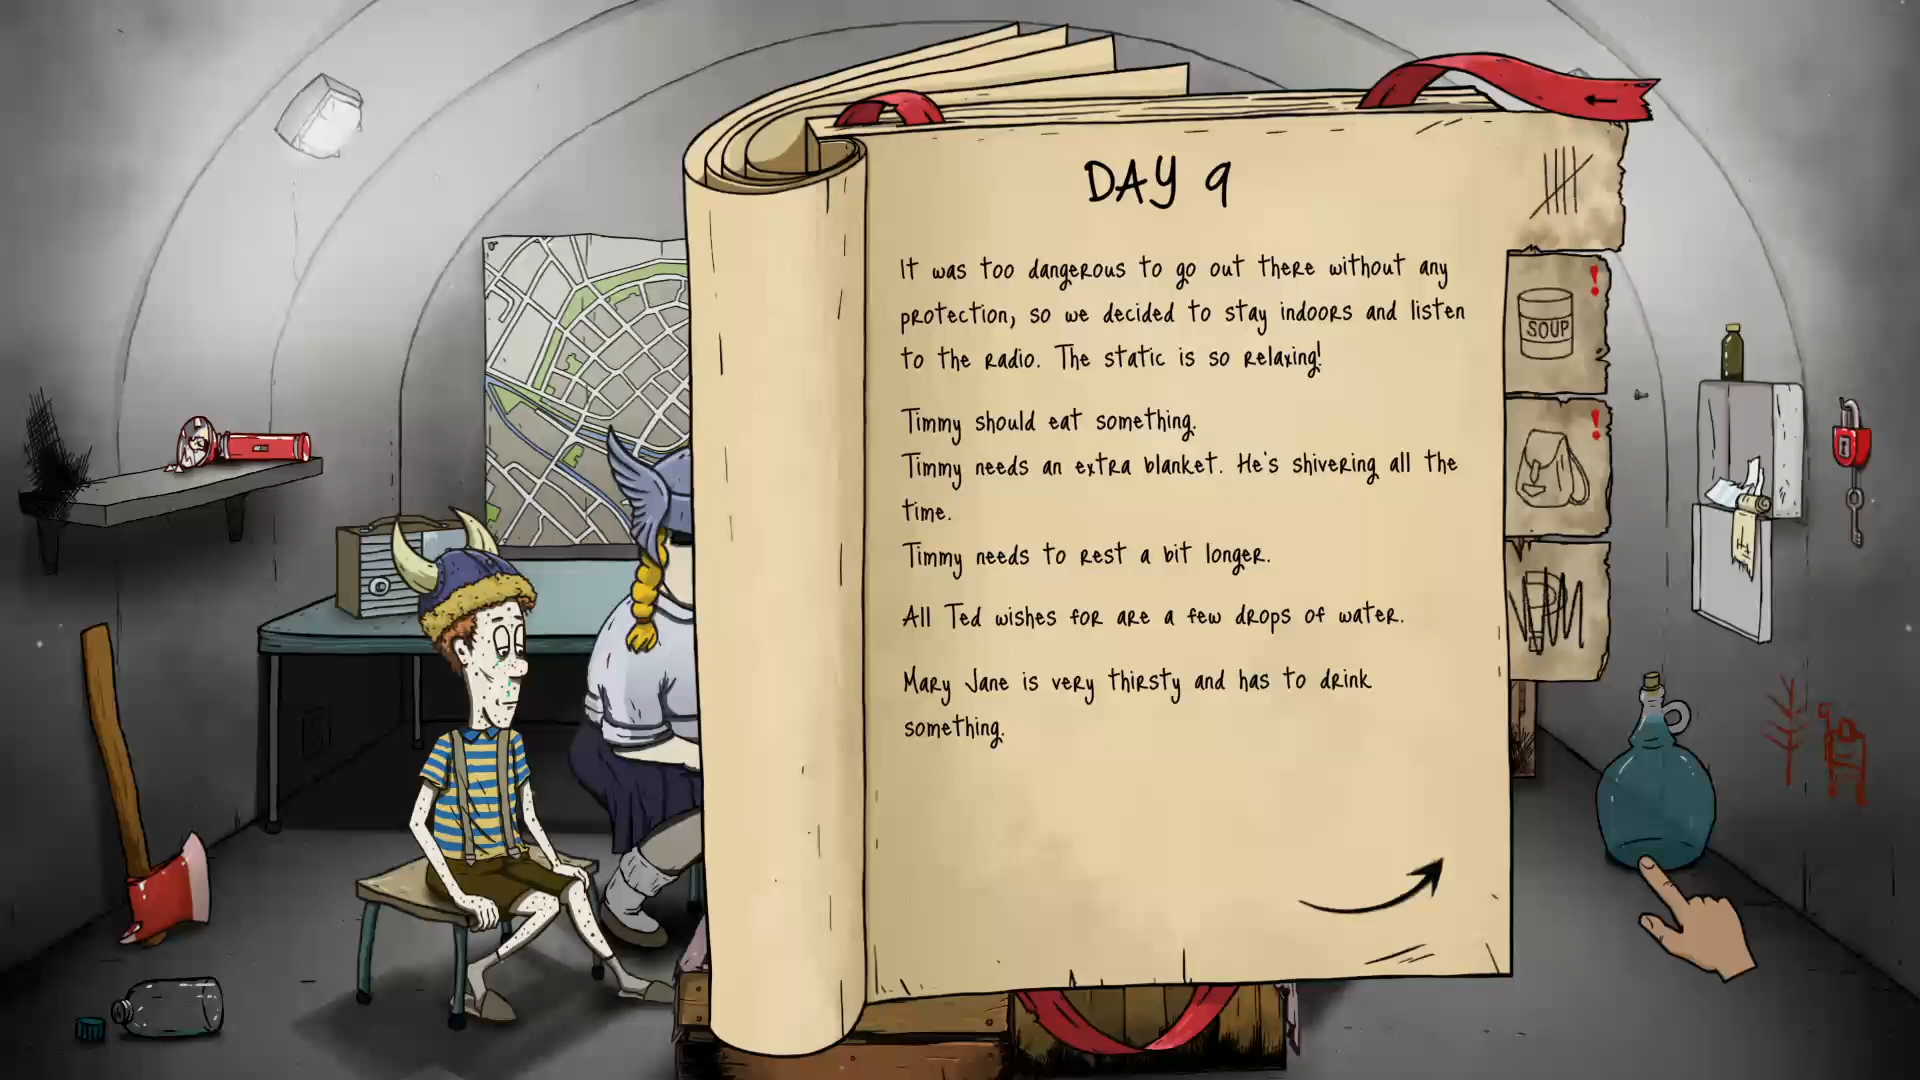 DAY 9
It was too dangerous to go out there without any
protection, so we decided to stay indoors and listen
to the radio. The static is so relaxing!
Timmy should eat something.
Timmy needs an extra blanket. He's shivering all the
time.
Timmy needs to rest a bit longer.
All Ted wishes for are a few drops of water.
Mary Jane is very thirsty and has to drink
something.
!
SOUP
!